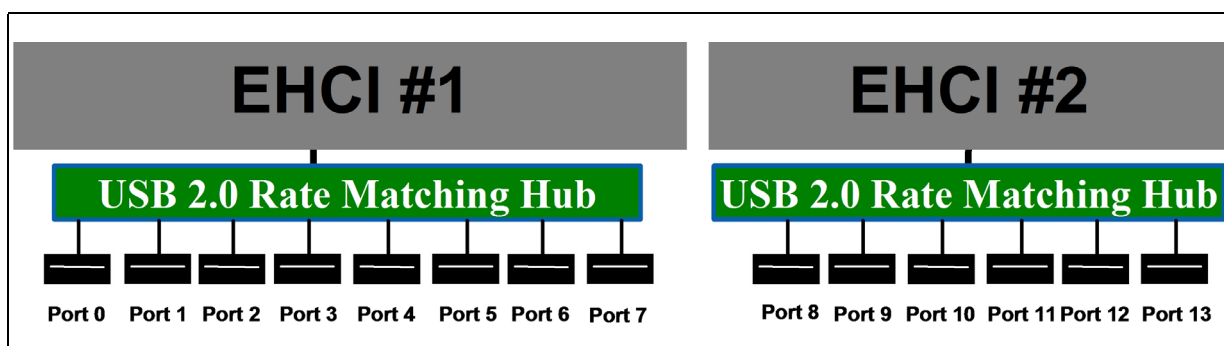 EHCI #1
EHCI #2
USB 2.0 Rate Matching Hub
USB 2.0 Rate Matching Hub
Port 0 Port 1 Port 2 Port 3 Port 4 Port 5 Port 6 Port 7
Port 8 Port 9 Port 10 Port 11 Port 12 Port 13